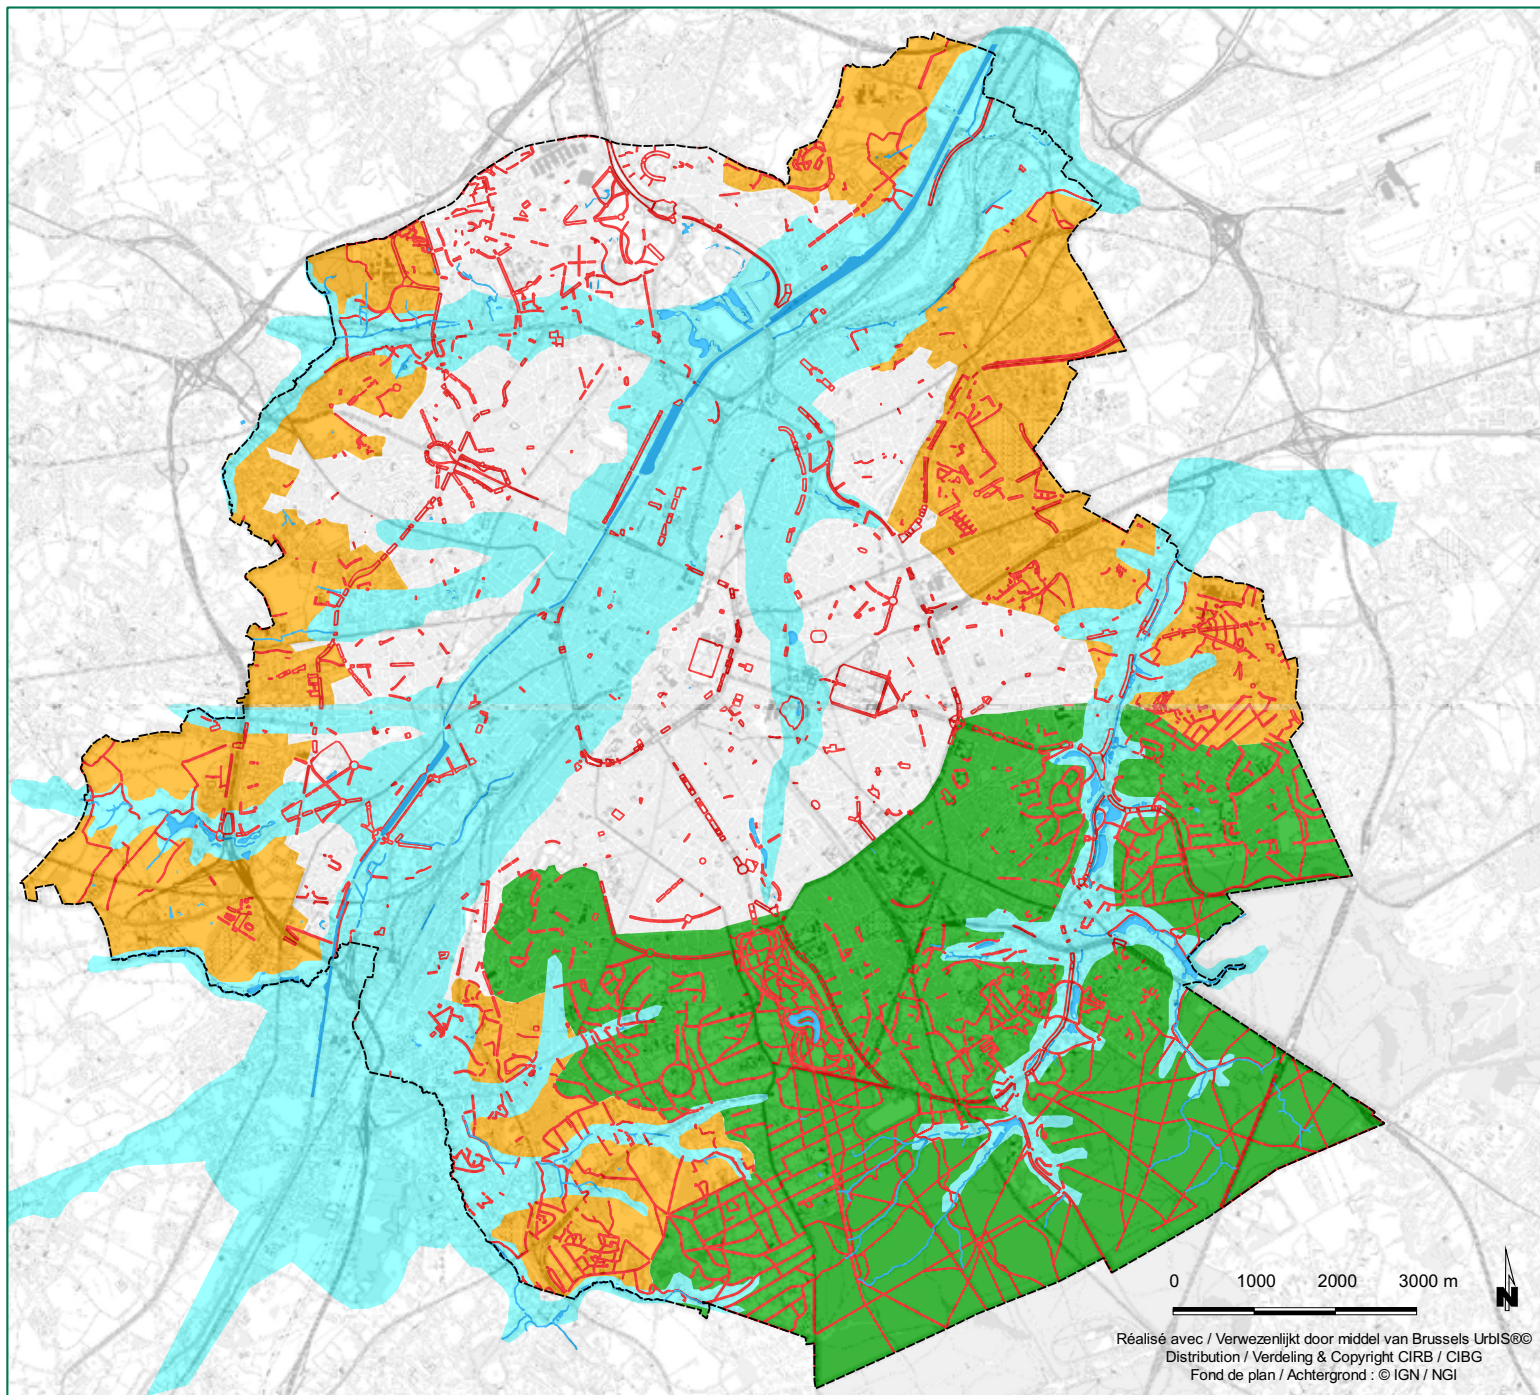 0 1000 2000 3000 m
N
Réalisé avec / Verwezenlijkt door middel van Brussels UrbIS®©
Distribution / Verdeling & Copyright CIRB / CIBG
Fond de plan / Achtergrond : © IGN / NGI